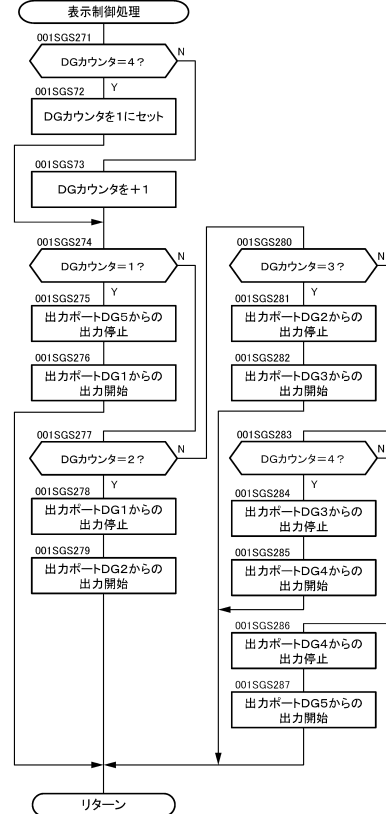 表示制御処理
001SGS271
DGカウンタ=4?
N
Y
001SGS72
DGカウンタを1にセット
001SGS73
DGカウンタを+1
001SGS274
DGカウンタ=1?
N
Y
001SGS275
出力ポートDG5からの
出力停止
001SGS276
出力ポートDG1からの
出力開始
001SGS277
DGカウンタ=2?
N
Y
001SGS278
出力ポートDG1からの
出力停止
001SGS279
出力ポートDG2からの
出力開始
001SGS280
DGカウンタ=3?
N
Y
001SGS281
出力ポートDG2からの
出力停止
001SGS282
出力ポートDG3からの
出力開始
001SGS283
DGカウンタ=4?
N
Y
001SGS284
出力ポートDG3からの
出力停止
001SGS285
出力ポートDG4からの
出力開始
001SGS286
出力ポートDG4からの
出力停止
001SGS287
出力ポートDG5からの
出力開始
リターン